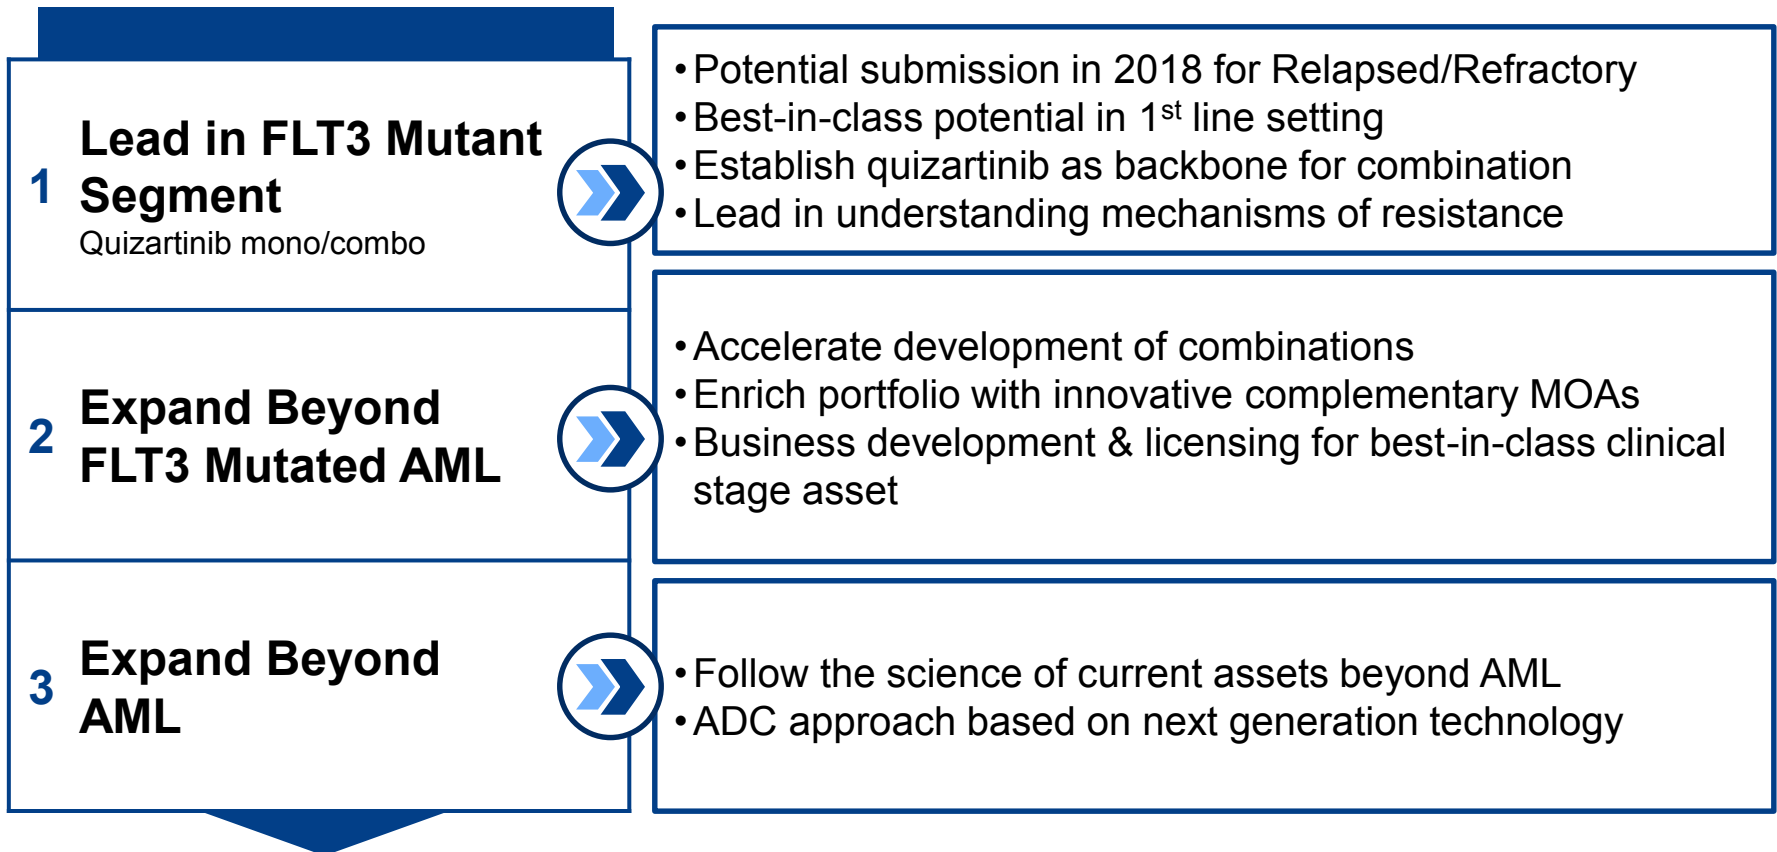 1
Lead in FLT3 Mutant
Segment
Quizartinib mono/combo
•Potential submission in 2018 for Relapsed/Refractory
•Best-in-class potential in 1st line setting
•Establish quizartinib as backbone for combination
•Lead in understanding mechanisms of resistance
2
Expand Beyond
FLT3 Mutated AML
•Accelerate development of combinations
•Enrich portfolio with innovative complementary MOAs
•Business development & licensing for best-in-class clinical
stage asset
3
Expand Beyond
AML
•Follow the science of current assets beyond AML
•ADC approach based on next generation technology